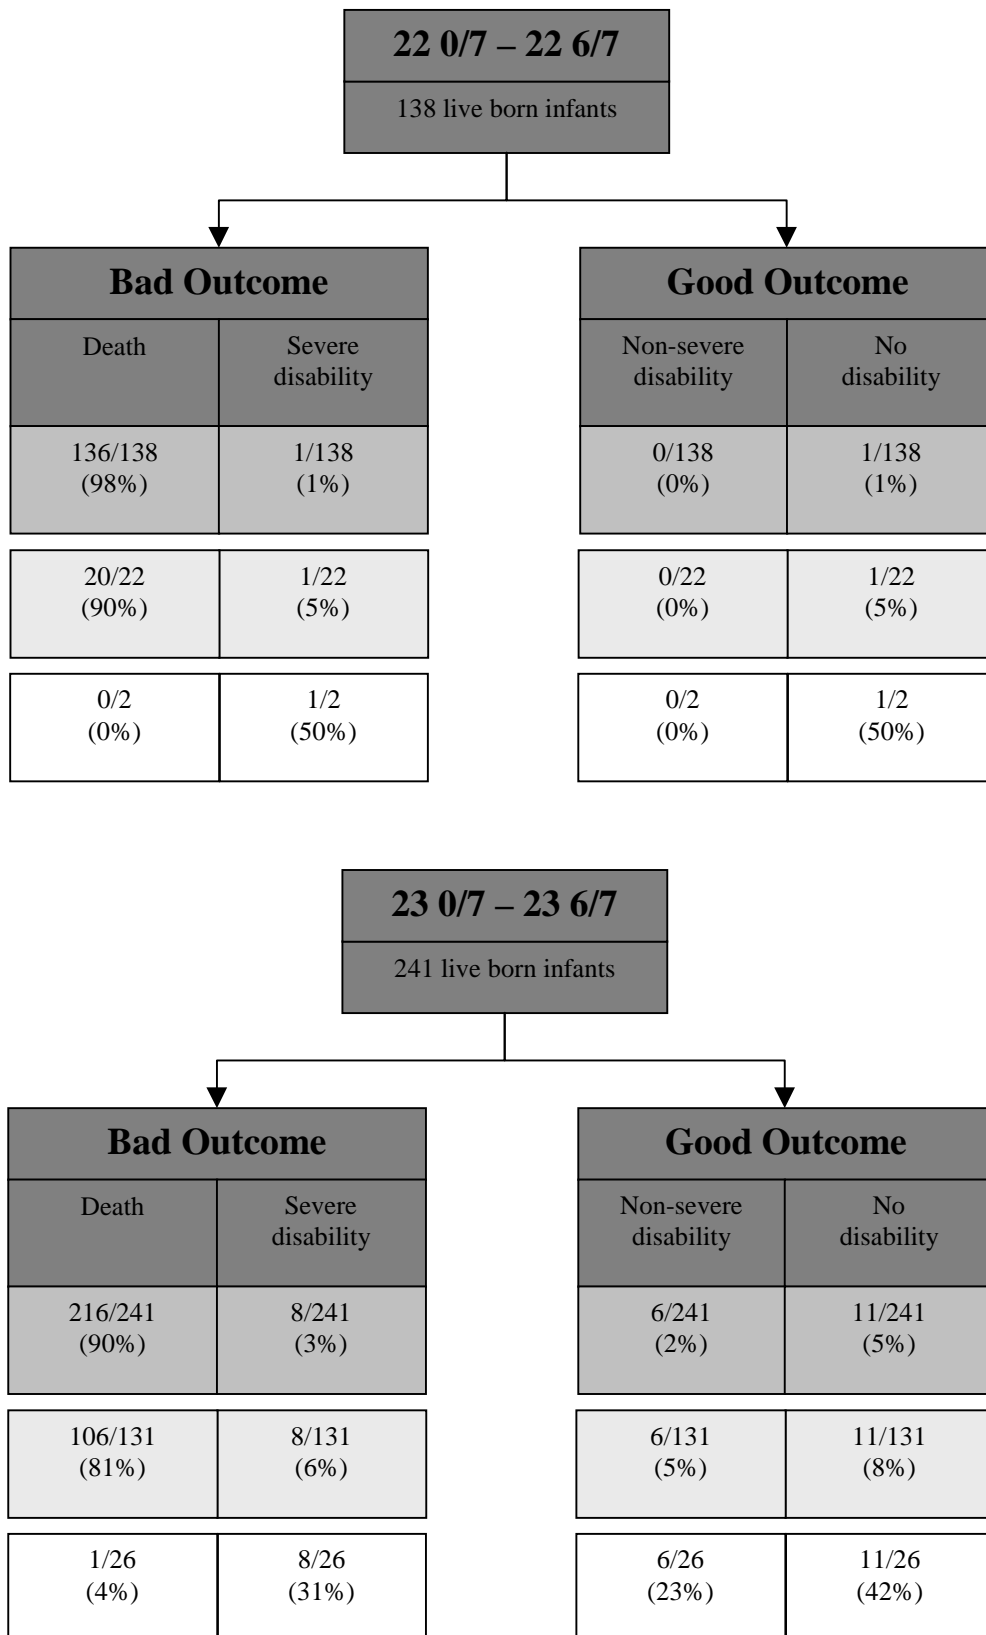 22 0/7 – 22 6/7
138 live born infants
Bad Outcome
Good Outcome
Death
Severe
disability
Non-severe
disability
No
disability
136/138
(98%)
1/138
(1%)
0/138
(0%)
1/138
(1%)
20/22
(90%)
1/22
(5%)
0/22
(0%)
1/22
(5%)
0/2
(0%)
1/2
(50%)
0/2
(0%)
1/2
(50%)
23 0/7 – 23 6/7
241 live born infants
Bad Outcome
Good Outcome
Death
Severe
disability
Non-severe
disability
No
disability
216/241
(90%)
8/241
(3%)
6/241
(2%)
11/241
(5%)
106/131
(81%)
8/131
(6%)
6/131
(5%)
11/131
(8%)
1/26
(4%)
8/26
(31%)
6/26
(23%)
11/26
(42%)